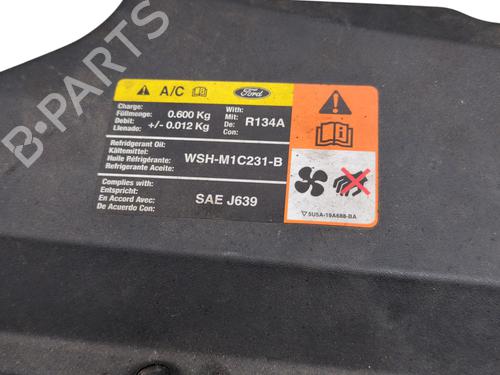 A/C
Ford
Charge:
Füllmenge:
Debit:
Llenado:
0.600 Kg
+/- 0.012 Kg
With:
Mit:
De:
Con:
R134A
Refridgerant Oil:
Kältemittel:
Huile Réfrigérante:
Refrigerante Aceite:
WSH-M1C231-B
Complies with:
Entspricht:
En Accord Avec:
De Acuerdo Con:
SAE J639
5U5A-19A688-BA
B-PARTS